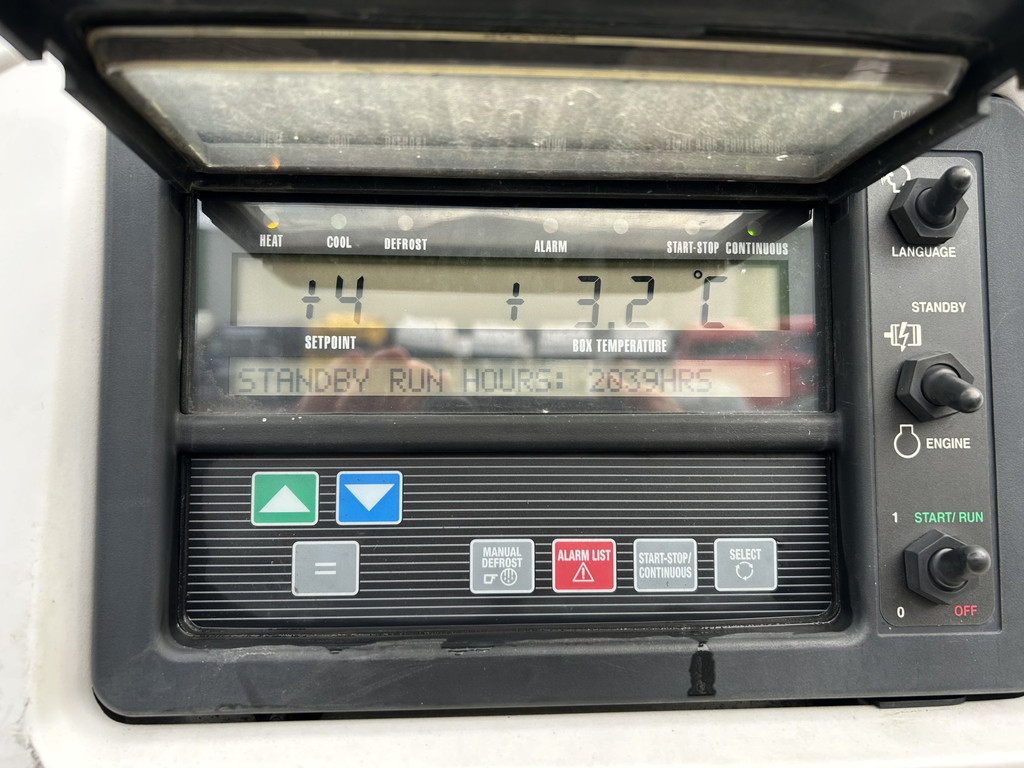 HEAT COOL DEFROST ALARM START-STOP CONTINUOUS
+4 + 3.2 °C
SETPOINT BOX TEMPERATURE
STANDBY RUN HOURS: 2039HRS
MANUAL DEFROST
ALARM LIST
START-STOP/
CONTINUOUS
SELECT
=
LANGUAGE
STANDBY
ENGINE
1 START/RUN
0 OFF